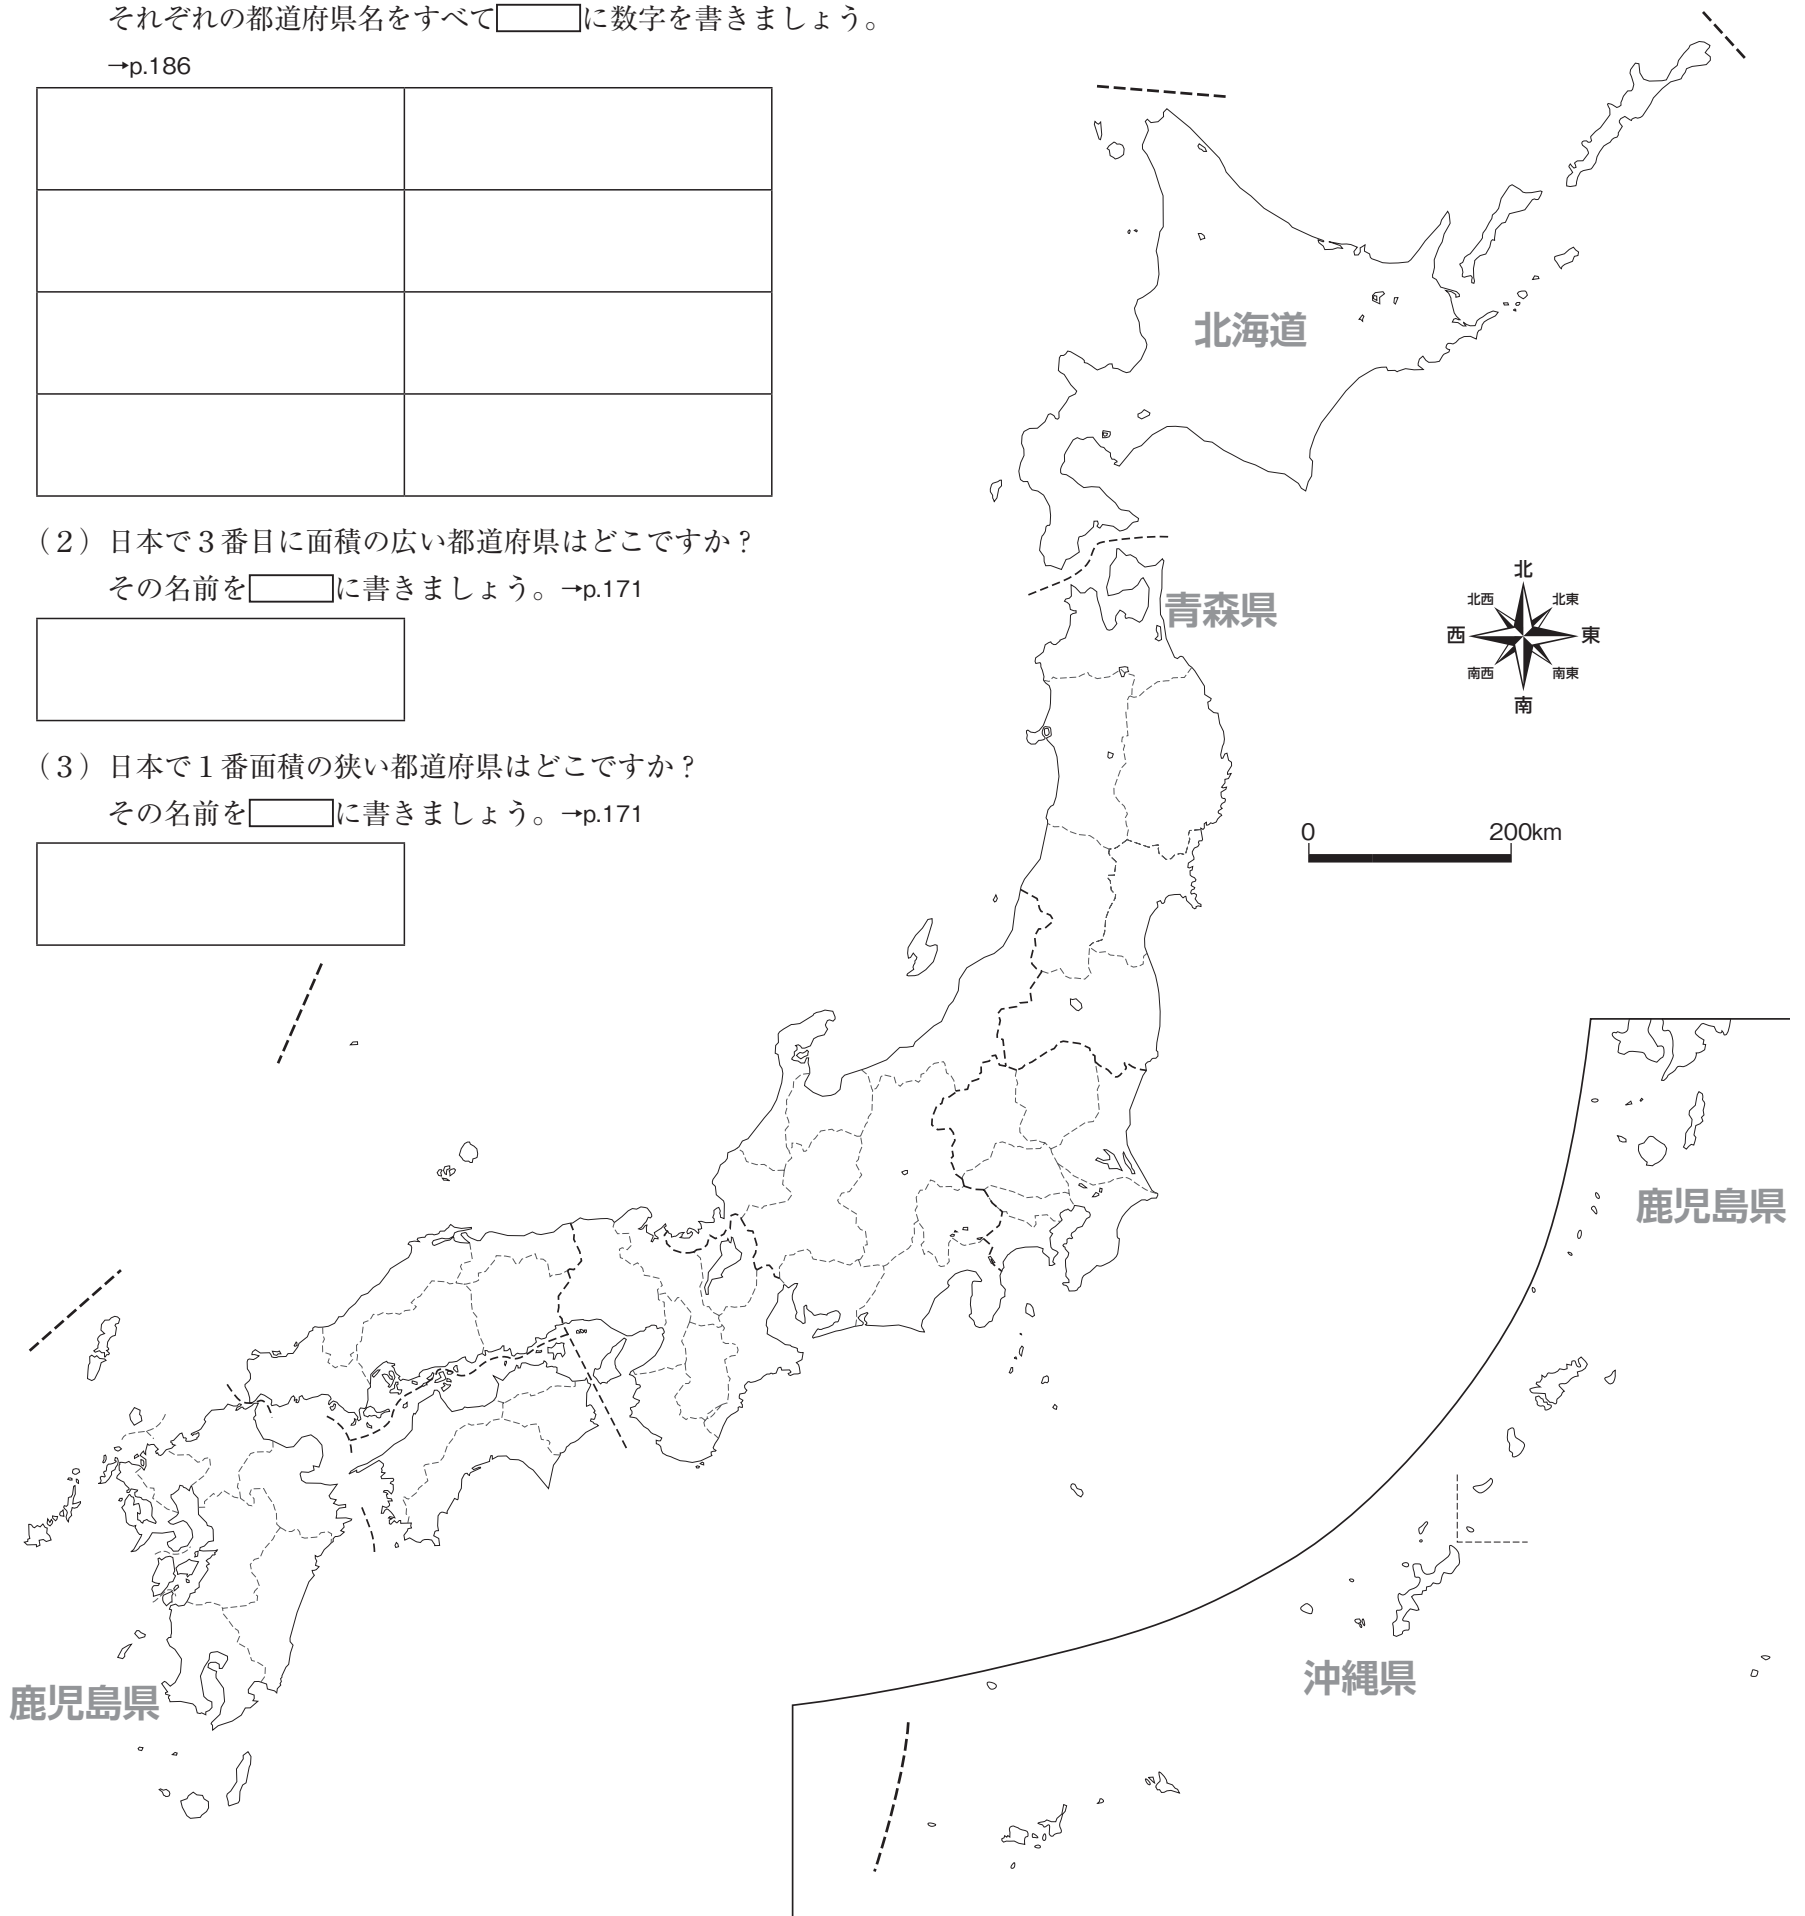 それぞれの都道府県名をすべて　　　に数字を書きましょう。
→p.186
（２）日本で３番目に面積の広い都道府県はどこですか？
その名前を　　　に書きましょう。→p.171
（３）日本で１番面積の狭い都道府県はどこですか？
その名前を　　　に書きましょう。→p.171
北海道
青森県
北
北西
北東
西
東
南西
南東
南
0
200km
鹿児島県
沖縄県
鹿児島県